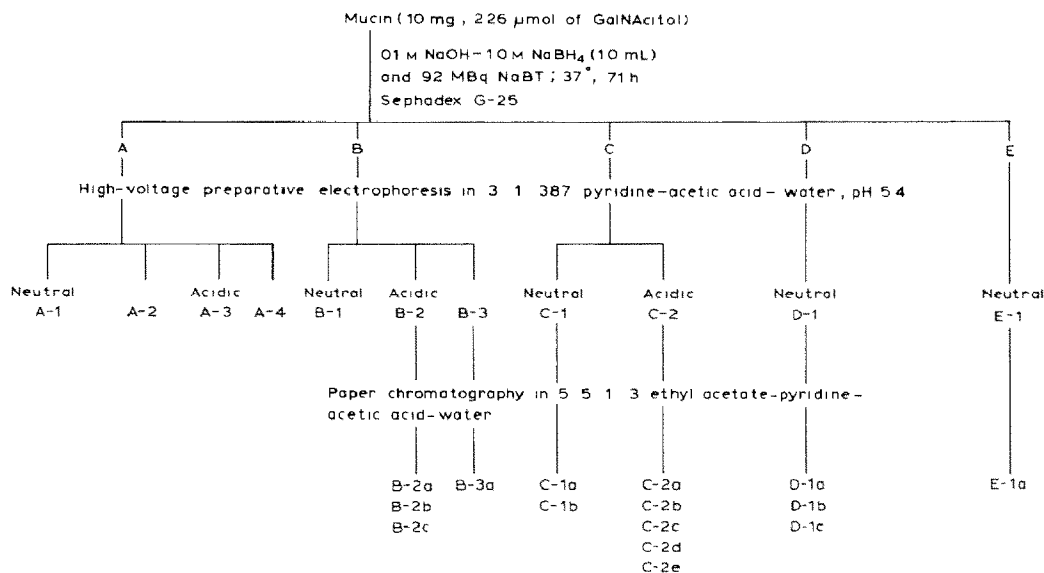 Mucin (10 mg, 226 µmol of GalNAcitol)
01 M NaOH-10 M NaBH4 (10 mL)
and 92 MBq NaBT; 37°, 71 h
Sephadex G-25
A B C D E
High-voltage preparative electrophoresis in 3 1 387 pyridine-acetic acid-water, pH 5 4
Neutral Acidic Neutral Acidic Neutral Acidic Neutral Neutral
A-1 A-2 A-3 A-4 B-1 B-2 B-3 C-1 C-2 D-1 E-1
Paper chromatography in 5 5 1 3 ethyl acetate-pyridine-
acetic acid-water
B-2a B-3a C-1a C-2a D-1a E-1a
B-2b C-1b C-2b D-1b
B-2c C-2c D-1c
C-2d
C-2e